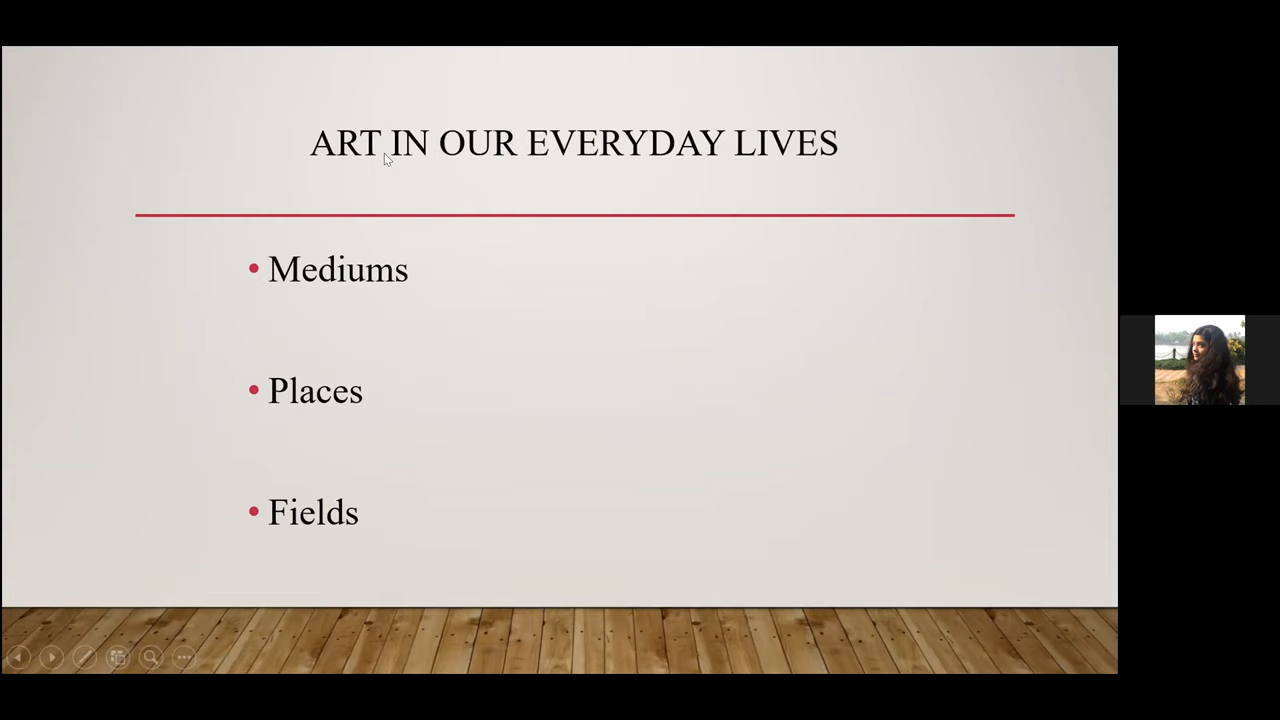 ART IN OUR EVERYDAY LIVES
• Mediums
• Places
• Fields